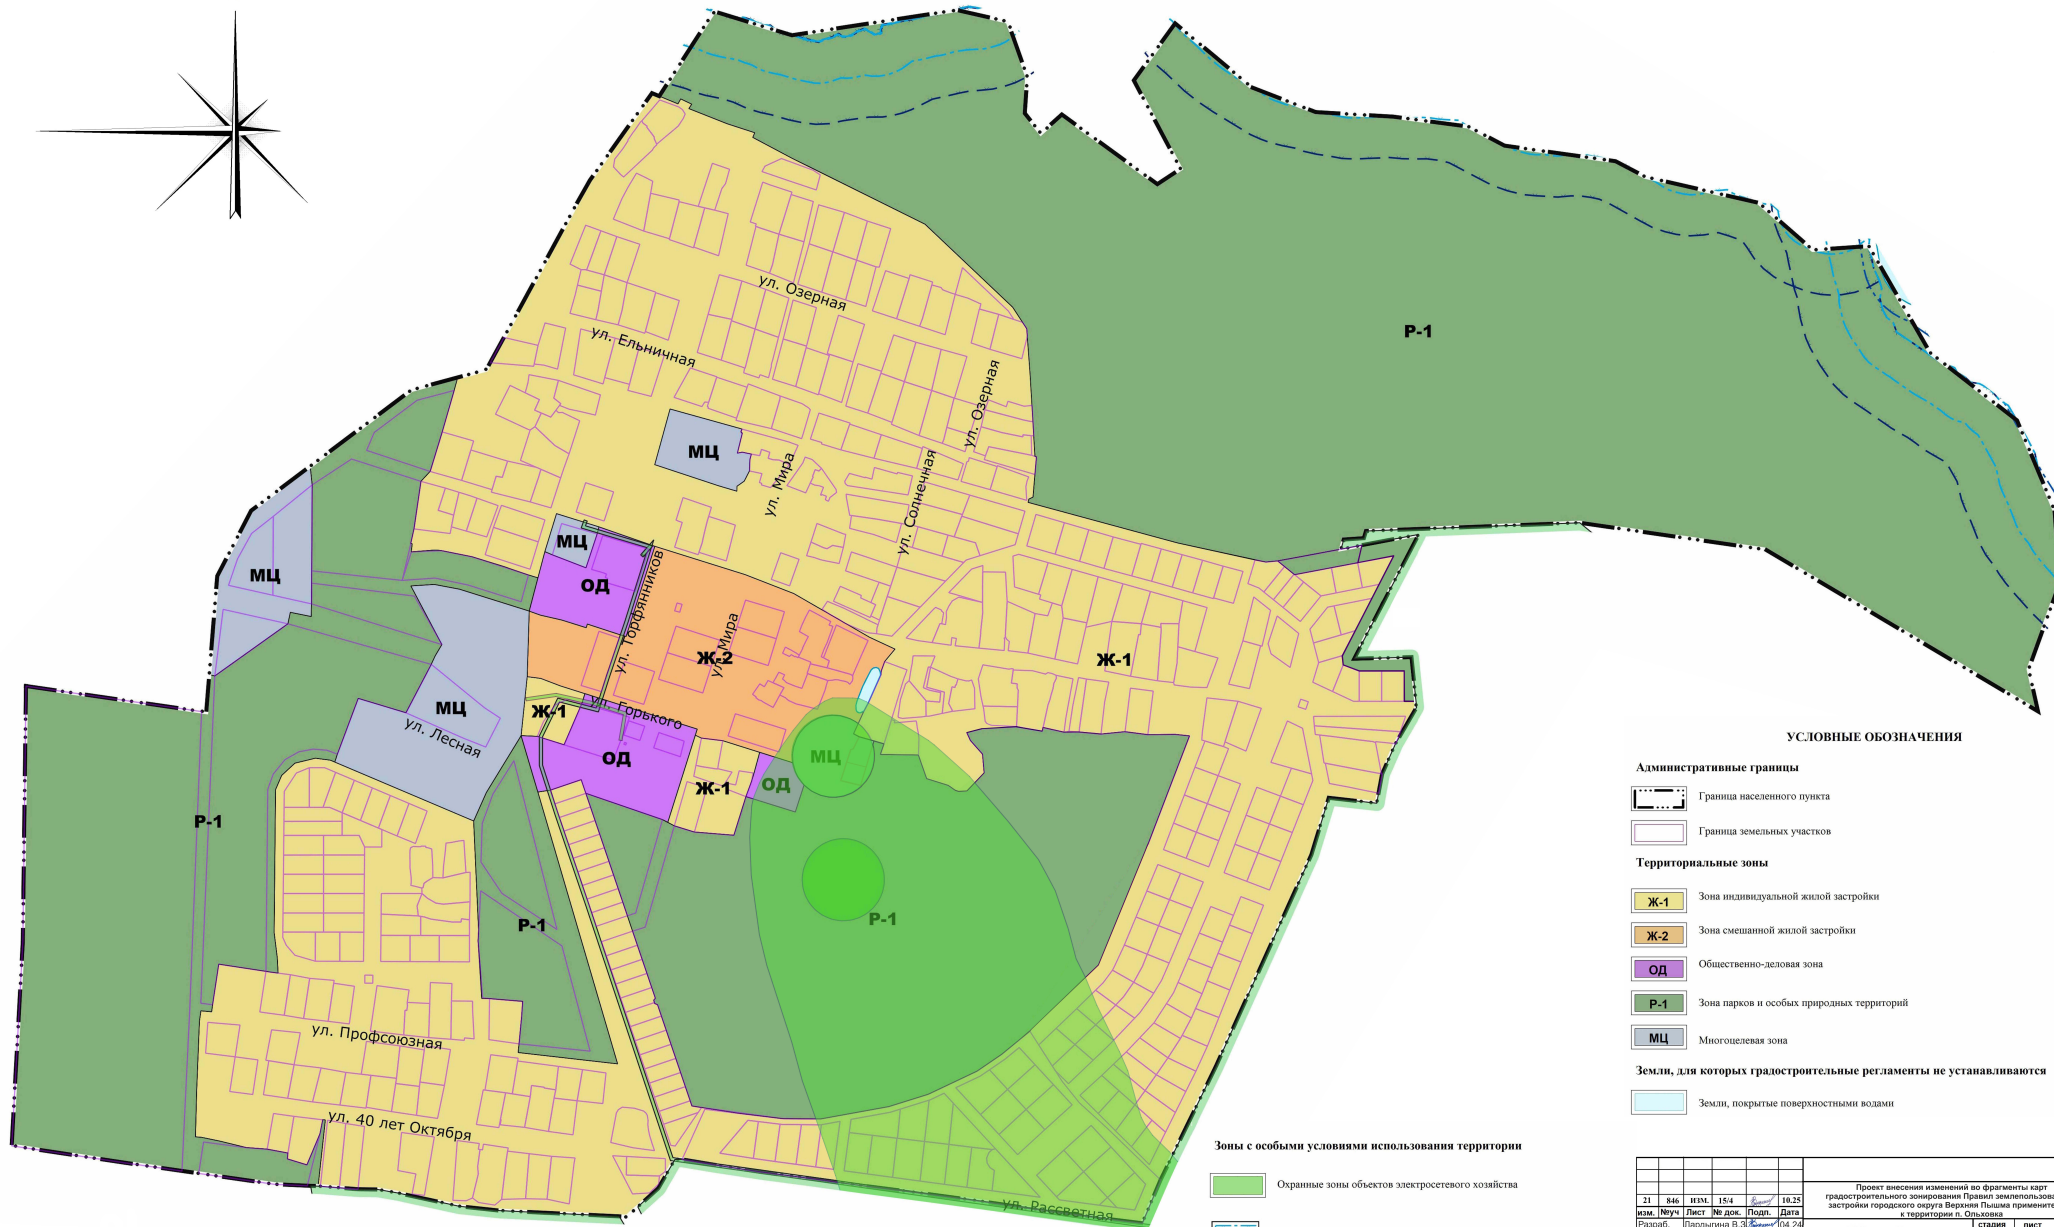 ул. Озерная
ул. Ельничная
ул. Озерная
Р-1
МЦ
ул. Мира
ул. Солнечная
МЦ
МЦ
ОД
ул. Торфянников
ул. Мира
Ж-2
Ж-1
МЦ
ул. Лесная
Ж-1
ул. Горького
ОД
МЦ
ОД
Ж-1
Р-1
Р-1
Р-1
ул. Профсоюзная
ул. 40 лет Октября
ул. Рассветная
УСЛОВНЫЕ ОБОЗНАЧЕНИЯ
Административные границы
Граница населенного пункта
Граница земельных участков
Территориальные зоны
Ж-1 Зона индивидуальной жилой застройки
Ж-2 Зона смешанной жилой застройки
ОД Общественно-деловая зона
Р-1 Зона парков и особых природных территорий
МЦ Многоцелевая зона
Земли, для которых градостроительные регламенты не устанавливаются
Земли, покрытые поверхностными водами
Зоны с особыми условиями использования территории
Охранные зоны объектов электросетевого хозяйства
Проект внесения изменений во фрагменты карт
градостроительного зонирования Правил землепользова
застройки городского округа Верхняя Пышма применит
к территории п. Ольховка
21 846 ИЗМ. 15/4 10.25
изм. №уч Лист № док. Подп. Дата
Разраб. 04.24
стадия лист